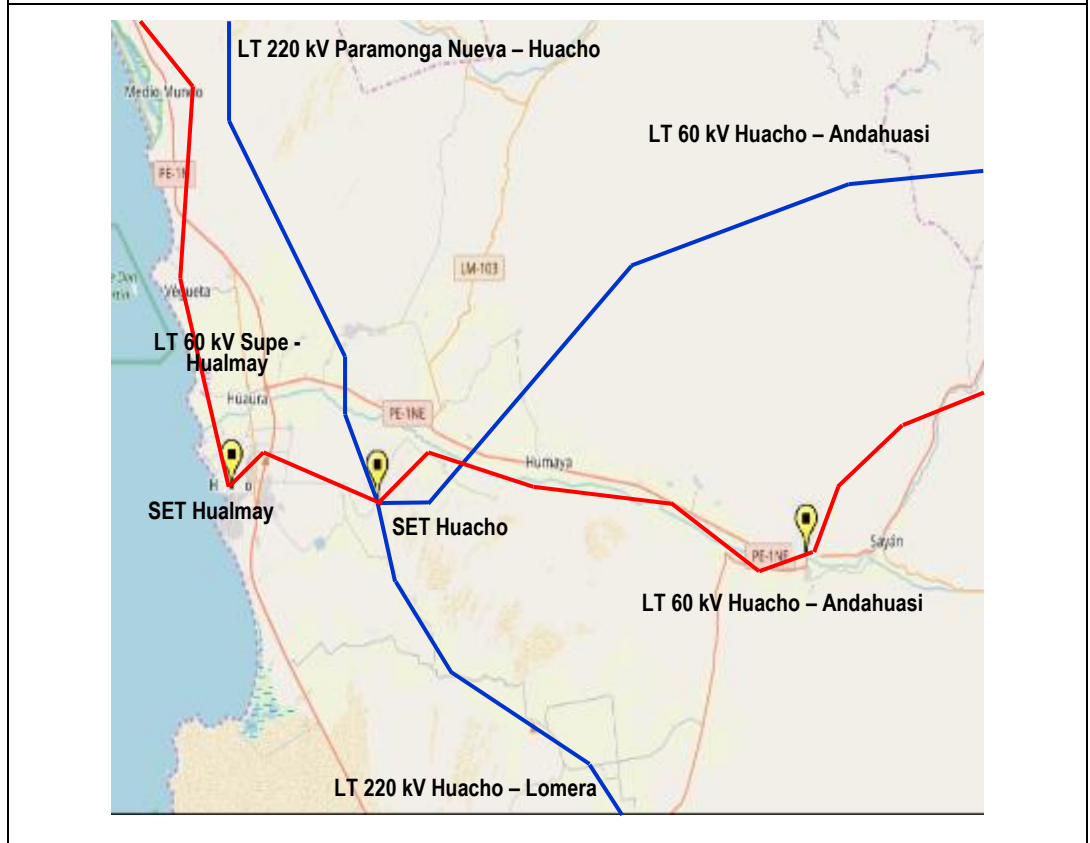 LT 220 kV Paramonga Nueva – Huacho
Medio Mundo
LT 60 kV Huacho – Andahuasi
PE-1N
LM-103
Végueta
LT 60 kV Supe -
Hualmay
Huaura
PE-1NE
Humaya
SET Hualmay
SET Huacho
Sayán
PE-1NE
LT 60 kV Huacho – Andahuasi
LT 220 kV Huacho – Lomera